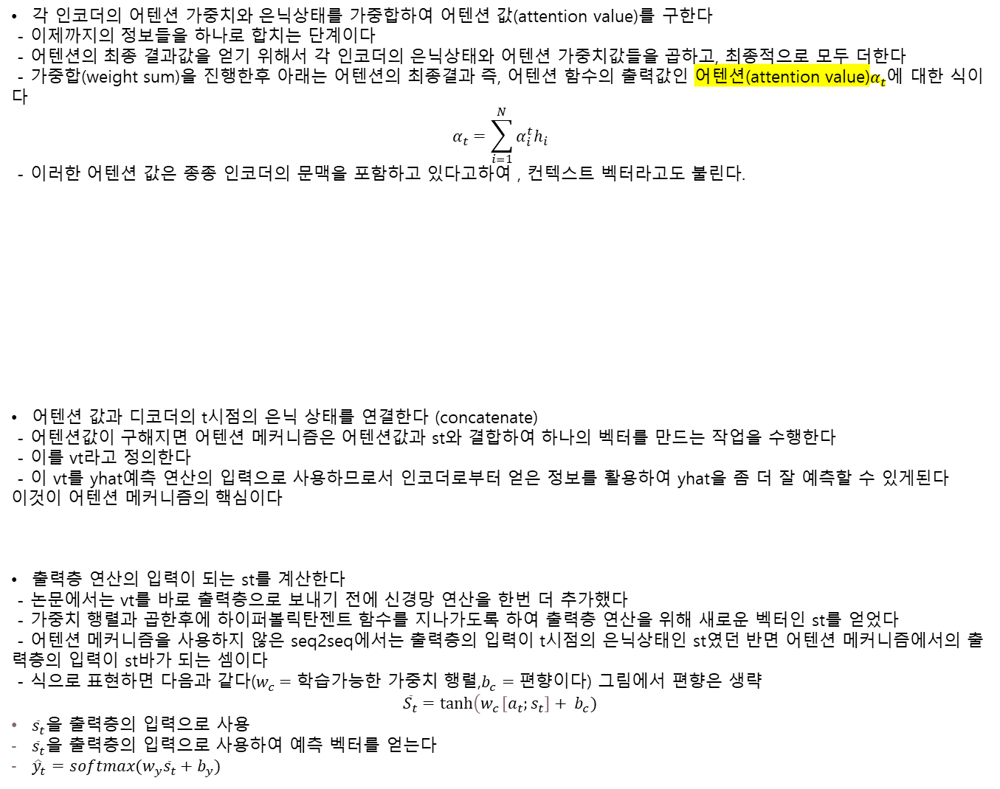 • 각 인코더의 어텐션 가중치와 은닉상태를 가중합하여 어텐션 값(attention value)를 구한다
- 이제까지의 정보들을 하나로 합치는 단계이다
- 어텐션의 최종 결과값을 얻기 위해서 각 인코더의 은닉상태와 어텐션 가중치값들을 곱하고, 최종적으로 모두 더한다
- 가중합(weight sum)을 진행한후 아래는 어텐션의 최종결과 즉, 어텐션 함수의 출력값인 어텐션(attention value)αₜ에 대한 식이
다
αₜ = ∑_{i=1}^{N} α_i^t h_i
- 이러한 어텐션 값은 종종 인코더의 문맥을 포함하고 있다고하여 , 컨텍스트 벡터라고도 불린다.
• 어텐션 값과 디코더의 t시점의 은닉 상태를 연결한다 (concatenate)
- 어텐션값이 구해지면 어텐션 메커니즘은 어텐션값과 st와 결합하여 하나의 벡터를 만드는 작업을 수행한다
- 이를 vt라고 정의한다
- 이 vt를 yhat예측 연산의 입력으로 사용하므로서 인코더로부터 얻은 정보를 활용하여 yhat을 좀 더 잘 예측할 수 있게된다
이것이 어텐션 메커니즘의 핵심이다
• 출력층 연산의 입력이 되는 st를 계산한다
- 논문에서는 vt를 바로 출력층으로 보내기 전에 신경망 연산을 한번 더 추가했다
- 가중치 행렬과 곱한후에 하이퍼볼릭탄젠트 함수를 지나가도록 하여 출력층 연산을 위해 새로운 벡터인 st를 얻었다
- 어텐션 메커니즘을 사용하지 않은 seq2seq에서는 출력층의 입력이 t시점의 은닉상태인 st였던 반면 어텐션 메커니즘에서의 출
력층의 입력이 st바가 되는 셈이다
- 식으로 표현하면 다음과 같다(w_c = 학습가능한 가중치 행렬,b_c = 편향이다) 그림에서 편향은 생략
S̄ₜ = tanh(w_c[aₜ; sₜ] + b_c)
• s̄ₜ을 출력층의 입력으로 사용
- s̄ₜ을 출력층의 입력으로 사용하여 예측 벡터를 얻는다
- ŷₜ = softmax(w_y s̄ₜ + b_y)